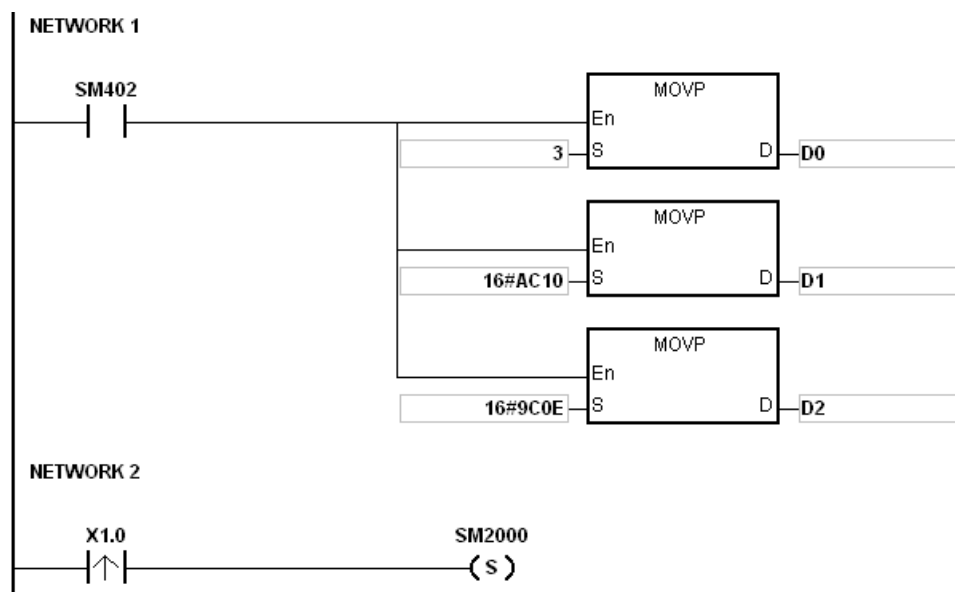 NETWORK 1
SM402
MOVP
En
3 S D D0
MOVP
En
16#AC10 S D D1
MOVP
En
16#9C0E S D D2
NETWORK 2
X1.0 SM2000
S